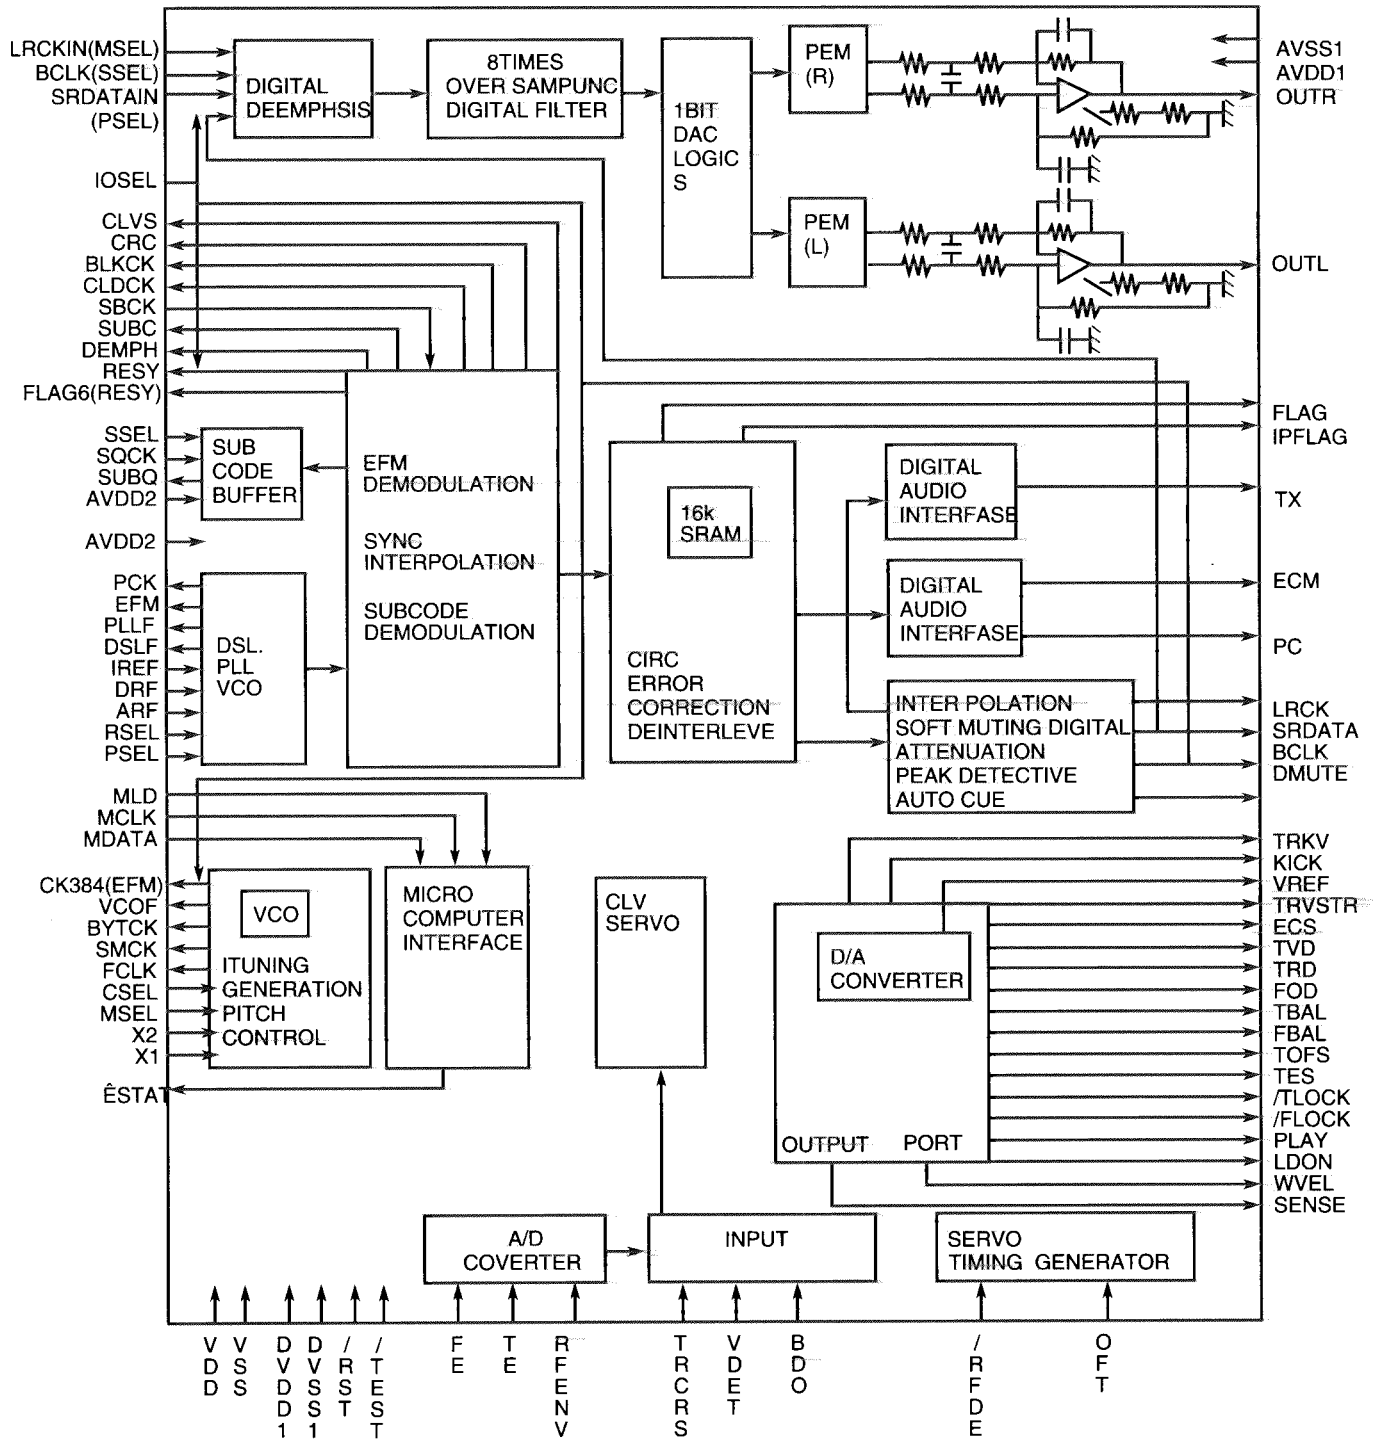 LRCKIN(MSEL)
BCLK(SSEL)
SRDATAIN
(PSEL)
IOSEL
CLVS
CRC
BLKCK
CLDCK
SBCK
SUBC
DEMPH
RESY
FLAG6(RESY)
SSEL
SQCK
SUBQ
AVDD2
AVDD2
PCK
EFM
PLLF
DSLF
IREF
DRF
ARF
RSEL
PSEL
MLD
MCLK
MDATA
CK384(EFM)
VCOF
BYTCK
SMCK
FCLK
CSEL
MSEL
X2
X1
ÊSTAT
DIGITAL
DEEMPHSIS
8TIMES
OVER SAMPUNC
DIGITAL FILTER
1BIT
DAC
LOGIC
S
PEM
(R)
PEM
(L)
SUB
CODE
BUFFER
EFM
DEMODULATION
SYNC
INTERPOLATION
SUBCODE
DEMODULATION
DSL.
PLL
VCO
16k
SRAM
CIRC
ERROR
CORRECTION
DEINTERLEVE
DIGITAL
AUDIO
INTERFASE
DIGITAL
AUDIO
INTERFASE
INTER POLATION
SOFT MUTING DIGITAL
ATTENUATION
PEAK DETECTIVE
AUTO CUE
VCO
ITUNING
GENERATION
PITCH
CONTROL
MICRO
COMPUTER
INTERFACE
CLV
SERVO
D/A
CONVERTER
OUTPUT PORT
A/D
COVERTER
INPUT
SERVO
TIMING GENERATOR
AVSS1
AVDD1
OUTR
OUTL
FLAG
IPFLAG
TX
ECM
PC
LRCK
SRDATA
BCLK
DMUTE
TRKV
KICK
VREF
TRVSTR
ECS
TVD
TRD
FOD
TBAL
FBAL
TOFS
TES
/TLOCK
/FLOCK
PLAY
LDON
WVEL
SENSE
VDD
VSS
DVDD1
DVSS1
/RST
/TEST
FE
TE
RFENV
TRCRS
VDET
BDO
/RFDE
OFT